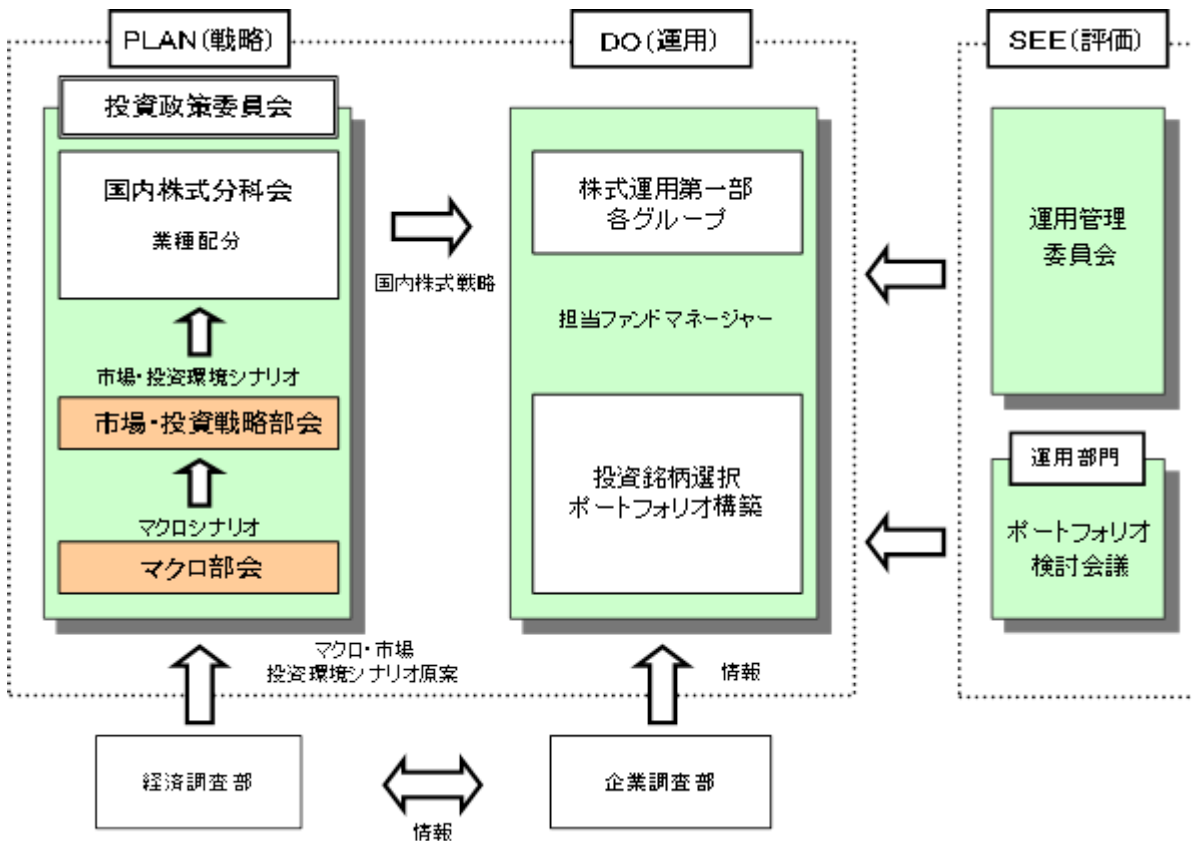 PLAN(戦略)
投資政策委員会
国内株式分科会
業種配分
市場・投資環境シナリオ
市場・投資戦略部会
マクロシナリオ
マクロ部会
国内株式戦略
DO(運用)
株式運用第一部
各グループ
担当ファンドマネージャー
投資銘柄選択
ポートフォリオ構築
SEE(評価)
運用管理
委員会
運用部門
ポートフォリオ
検討会議
マクロ・市場
投資環境シナリオ原案
情報
経済調査部
情報
企業調査部